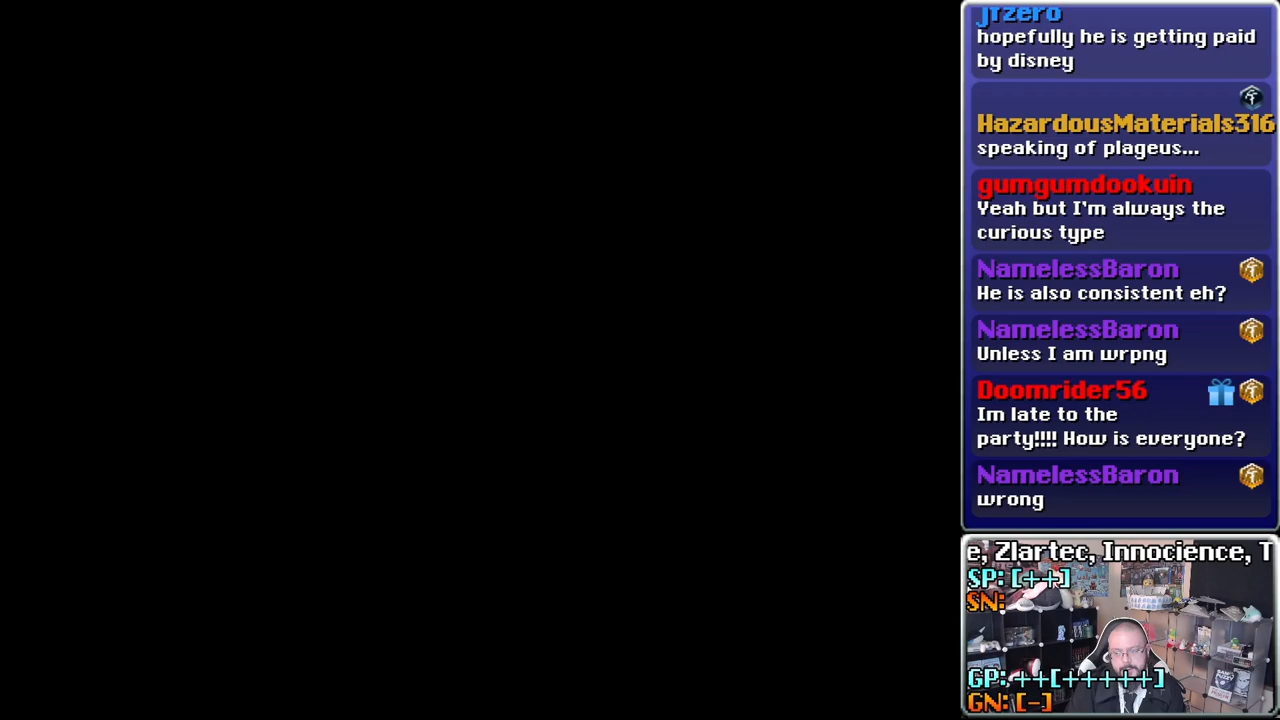 jfzero
hopefully he is getting paid
by disney
HazardousMaterials316
speaking of plageus...
gumgumdookuin
Yeah but I'm always the
curious type
NamelessBaron
He is also consistent eh?
NamelessBaron
Unless I am wrpng
Doomrider56
Im late to the
party!!!! How is everyone?
NamelessBaron
wrong
e, Zlartec, Innocience, T
SP: [++]
SN:
GP: ++[+++++]
GN: [-]